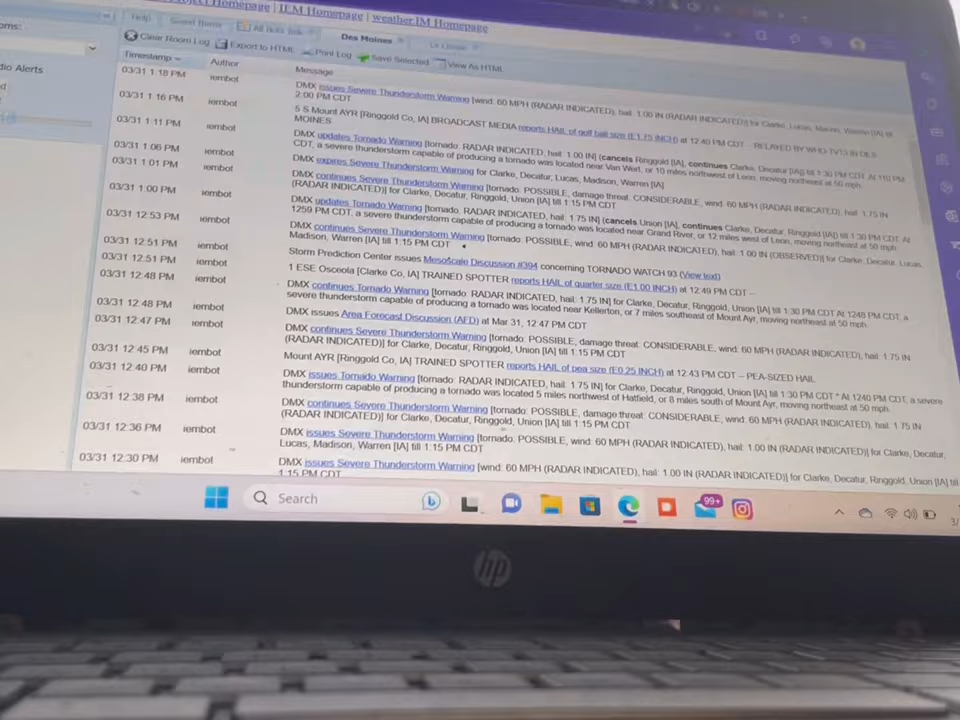 Homepage | IEM Homepage | weather.IM Homepage
Help
Des Moines
Clear Room Log Export to HTML Print Log Save Selected View As HTML
dio Alerts
Timestamp Author Message
03/31 1:18 PM iembot DMX issues Severe Thunderstorm Warning [wind: 60 MPH (RADAR INDICATED), hail: 1.00 IN (RADAR INDICATED)] for Clarke, Lucas, Marion, Warren [IA] till
2:00 PM CDT
03/31 1:16 PM iembot 5 S Mount AYR [Ringgold Co, IA] BROADCAST MEDIA reports HAIL of golf ball size (E1.75 INCH) at 12:40 PM CDT -- RELAYED BY WHO-TV13 IN DES
MOINES
03/31 1:11 PM iembot DMX updates Tornado Warning [tornado: RADAR INDICATED, hail: 1.00 IN] (cancels Ringgold [IA], continues Clarke, Decatur [IA]) till 1:30 PM CDT. At 110 PM
CDT, a severe thunderstorm capable of producing a tornado was located near Van Wert, or 10 miles northwest of Leon, moving northeast at 50 mph.
03/31 1:06 PM iembot DMX expires Severe Thunderstorm Warning for Clarke, Decatur, Lucas, Madison, Warren [IA]
03/31 1:01 PM iembot DMX continues Severe Thunderstorm Warning [tornado: POSSIBLE, damage threat: CONSIDERABLE, wind: 60 MPH (RADAR INDICATED), hail: 1.75 IN
(RADAR INDICATED)] for Clarke, Decatur, Ringgold, Union [IA] till 1:15 PM CDT
03/31 1:00 PM iembot DMX updates Tornado Warning [tornado: RADAR INDICATED, hail: 1.75 IN] (cancels Union [IA], continues Clarke, Decatur, Ringgold [IA]) till 1:30 PM CDT. At
1259 PM CDT, a severe thunderstorm capable of producing a tornado was located near Grand River, or 12 miles west of Leon, moving northeast at 50 mph.
03/31 12:53 PM iembot DMX continues Severe Thunderstorm Warning [tornado: POSSIBLE, wind: 60 MPH (RADAR INDICATED), hail: 1.00 IN (OBSERVED)] for Clarke, Decatur, Lucas,
Madison, Warren [IA] till 1:15 PM CDT
03/31 12:51 PM iembot Storm Prediction Center issues Mesoscale Discussion #394 concerning TORNADO WATCH 93 (View text)
03/31 12:51 PM iembot 1 ESE Osceola [Clarke Co, IA] TRAINED SPOTTER reports HAIL of quarter size (E1.00 INCH) at 12:49 PM CDT --
03/31 12:48 PM iembot DMX continues Tornado Warning [tornado: RADAR INDICATED, hail: 1.75 IN] for Clarke, Decatur, Ringgold, Union [IA] till 1:30 PM CDT. At 1248 PM CDT, a
severe thunderstorm capable of producing a tornado was located near Kellerton, or 7 miles southeast of Mount Ayr, moving northeast at 50 mph.
03/31 12:48 PM iembot DMX issues Area Forecast Discussion (AFD) at Mar 31, 12:47 PM CDT
03/31 12:47 PM iembot DMX continues Severe Thunderstorm Warning [tornado: POSSIBLE, damage threat: CONSIDERABLE, wind: 60 MPH (RADAR INDICATED), hail: 1.75 IN
(RADAR INDICATED)] for Clarke, Decatur, Ringgold, Union [IA] till 1:15 PM CDT
03/31 12:45 PM iembot Mount AYR [Ringgold Co, IA] TRAINED SPOTTER reports HAIL of pea size (E0.25 INCH) at 12:43 PM CDT -- PEA-SIZED HAIL
03/31 12:40 PM iembot DMX issues Tornado Warning [tornado: RADAR INDICATED, hail: 1.75 IN] for Clarke, Decatur, Ringgold, Union [IA] till 1:30 PM CDT * At 1240 PM CDT, a severe
thunderstorm capable of producing a tornado was located 5 miles northwest of Hatfield, or 8 miles south of Mount Ayr, moving northeast at 50 mph.
03/31 12:38 PM iembot DMX continues Severe Thunderstorm Warning [tornado: POSSIBLE, damage threat: CONSIDERABLE, wind: 60 MPH (RADAR INDICATED), hail: 1.75 IN
(RADAR INDICATED)] for Clarke, Decatur, Ringgold, Union [IA] till 1:15 PM CDT
03/31 12:36 PM iembot DMX issues Severe Thunderstorm Warning [tornado: POSSIBLE, wind: 60 MPH (RADAR INDICATED), hail: 1.00 IN (RADAR INDICATED)] for Clarke, Decatur,
Lucas, Madison, Warren [IA] till 1:15 PM CDT
03/31 12:30 PM iembot DMX issues Severe Thunderstorm Warning [wind: 60 MPH (RADAR INDICATED), hail: 1.00 IN (RADAR INDICATED)] for Clarke, Decatur, Ringgold, Union [IA] till
1:15 PM CDT
Search
99+
hp